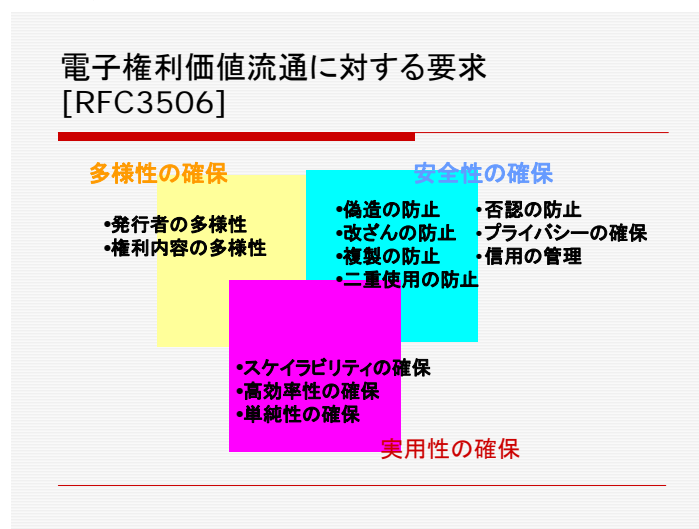 電子権利価値流通に対する要求
[RFC3506]
多様性の確保
•発行者の多様性
•権利内容の多様性
安全性の確保
•偽造の防止
•改ざんの防止
•複製の防止
•二重使用の防止
•否認の防止
•プライバシーの確保
•信用の管理
•スケイラビリティの確保
•高効率性の確保
•単純性の確保
実用性の確保